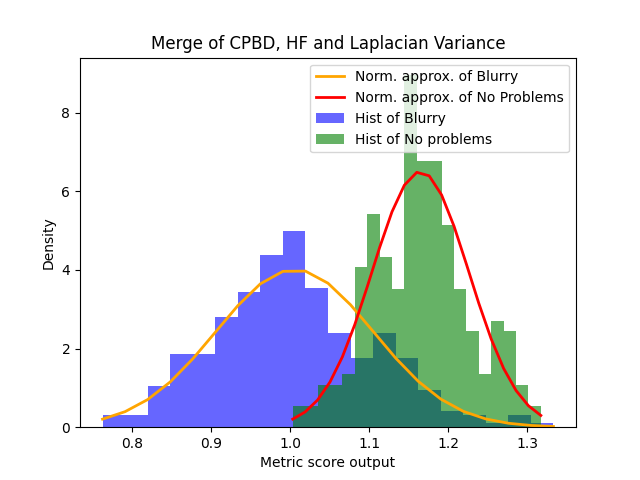 Merge of CPBD, HF and Laplacian Variance
Norm. approx. of Blurry
Norm. approx. of No Problems
Hist of Blurry
Hist of No problems
Density
8
6
4
2
0
0.8 0.9 1.0 1.1 1.2 1.3
Metric score output